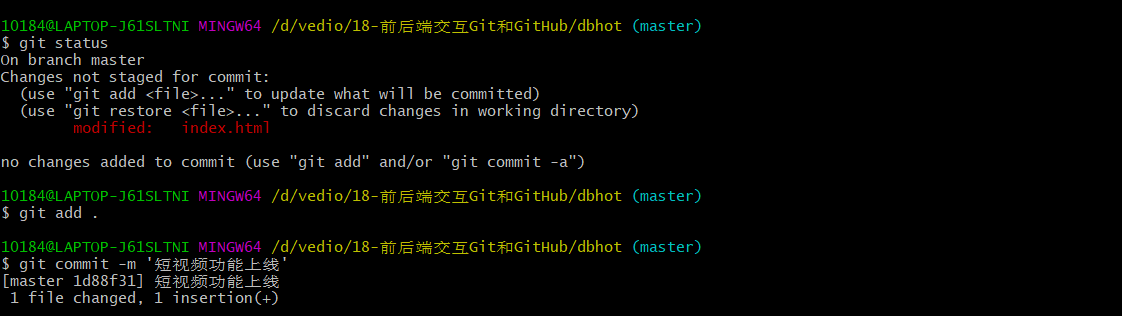 10184@LAPTOP-J61SLTNI MINGW64 /d/vedio/18-前后端交互Git和GitHub/dbhot (master)
$ git status
On branch master
Changes not staged for commit:
  (use "git add <file>..." to update what will be committed)
  (use "git restore <file>..." to discard changes in working directory)
        modified:   index.html
no changes added to commit (use "git add" and/or "git commit -a")
10184@LAPTOP-J61SLTNI MINGW64 /d/vedio/18-前后端交互Git和GitHub/dbhot (master)
$ git add .
10184@LAPTOP-J61SLTNI MINGW64 /d/vedio/18-前后端交互Git和GitHub/dbhot (master)
$ git commit -m '短视频功能上线'
[master 1d88f31] 短视频功能上线
 1 file changed, 1 insertion(+)